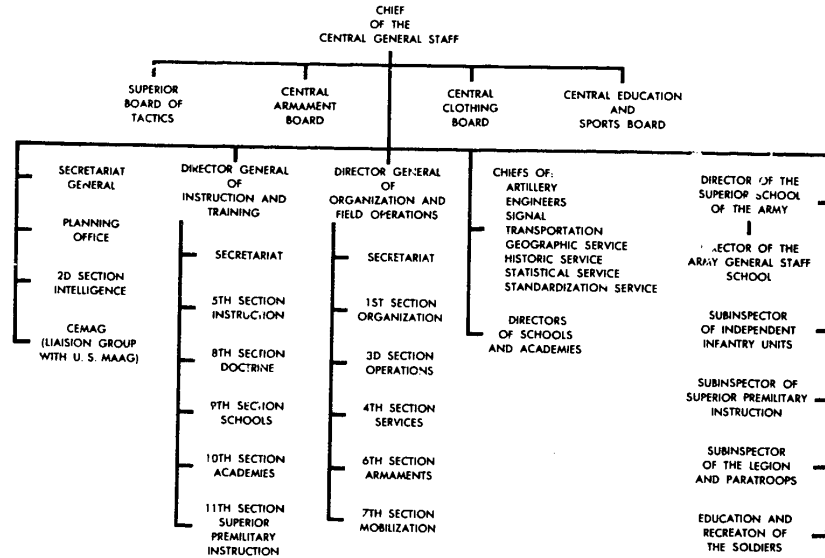 CHIEF
OF THE
CENTRAL GENERAL STAFF
SUPERIOR
BOARD OF
TACTICS
CENTRAL
ARMAMENT
BOARD
CENTRAL
CLOTHING
BOARD
CENTRAL EDUCATION
AND
SPORTS BOARD
SECRETARIAT
GENERAL
PLANNING
OFFICE
2D SECTION
INTELLIGENCE
CEMAG
(LIAISON GROUP
WITH U. S. MAAG)
DIRECTOR GENERAL
OF
INSTRUCTION AND
TRAINING
SECRETARIAT
5TH SECTION
INSTRUCTION
8TH SECTION
DOCTRINE
9TH SECTION
SCHOOLS
10TH SECTION
ACADEMIES
11TH SECTION
SUPERIOR
PREMILITARY
INSTRUCTION
DIRECTOR GENERAL
OF
ORGANIZATION AND
FIELD OPERATIONS
SECRETARIAT
1ST SECTION
ORGANIZATION
3D SECTION
OPERATIONS
4TH SECTION
SERVICES
6TH SECTION
ARMAMENTS
7TH SECTION
MOBILIZATION
CHIEFS OF:
ARTILLERY
ENGINEERS
SIGNAL
TRANSPORTATION
GEOGRAPHIC SERVICE
HISTORIC SERVICE
STATISTICAL SERVICE
STANDARDIZATION SERVICE
DIRECTORS
OF SCHOOLS
AND ACADEMIES
DIRECTOR OF THE
SUPERIOR SCHOOL
OF THE ARMY
DIRECTOR OF THE
ARMY GENERAL STAFF
SCHOOL
SUBINSPECTOR
OF INDEPENDENT
INFANTRY UNITS
SUBINSPECTOR OF
SUPERIOR PREMILITARY
INSTRUCTION
SUBINSPECTOR
OF THE LEGION
AND PARATROOPS
EDUCATION AND
RECREATON OF
THE SOLDIERS